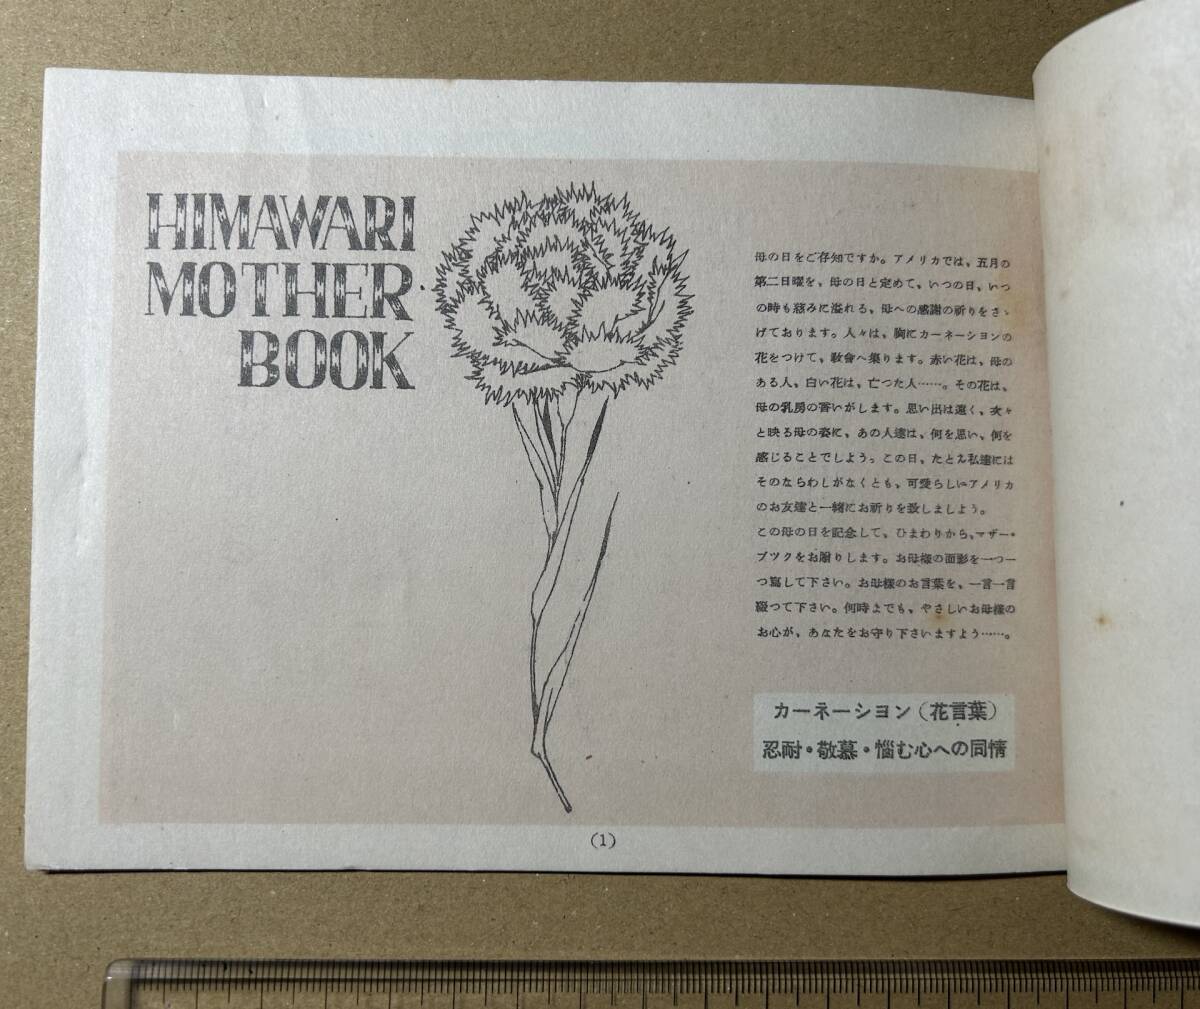 HIMAWARI
MOTHER
BOOK
母の日をご存知ですか。アメリカでは、五月の
第二日曜を、母の日と定めて、いつの日、いつ
の時も慈みに溢れる、母への感謝の祈りをさゝ
げております。人々は、胸にカーネーションの
花をつけて、敎會へ集ります。赤い花は、母の
ある人、白い花は、亡つた人……。その花は、
母の乳房の香いがします。思い出は遠く、次々
と映る母の姿に、あの人達は、何を思い、何を
感じることでしよう。この日、たとえ私達には
そのならわしがなくとも、可愛らしいアメリカ
のお友達と一緒にお祈りを致しましよう。
この母の日を記念して、ひまわりから、マザー・
ブツクをお贈りします。お母様の面影を一つ一
つ寫して下さい。お母様のお言葉を、一言一言
綴つて下さい。何時までも、やさしいお母様の
お心が、あなたをお守り下さいますよう……。
カーネーシヨン（花言葉）
忍耐・敬慕・惱む心への同情
(1)